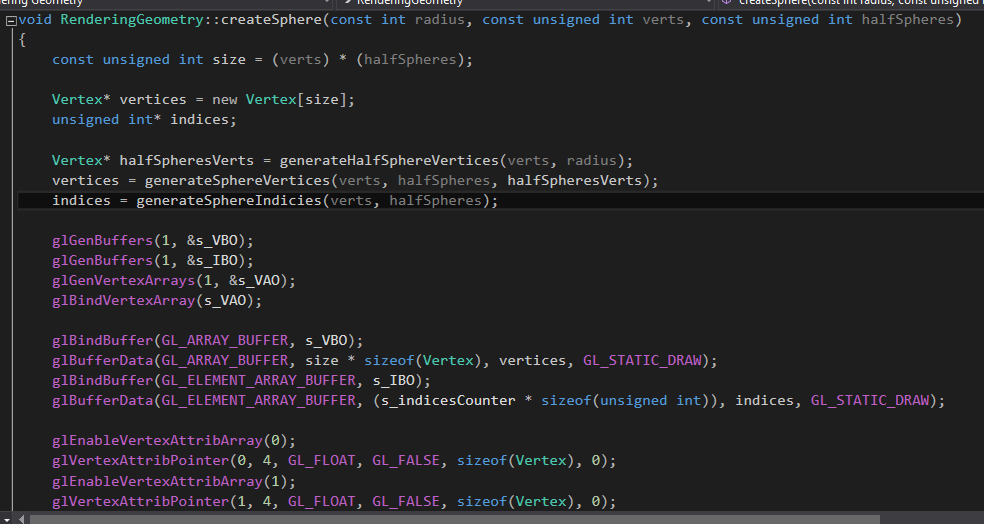 ring Geometry RenderingGeometry createSphere(const int radius, const unsigned
void RenderingGeometry::createSphere(const int radius, const unsigned int verts, const unsigned int halfSpheres)
{
const unsigned int size = (verts) * (halfSpheres);
Vertex* vertices = new Vertex[size];
unsigned int* indices;
Vertex* halfSpheresVerts = generateHalfSphereVertices(verts, radius);
vertices = generateSphereVertices(verts, halfSpheres, halfSpheresVerts);
indices = generateSphereIndicies(verts, halfSpheres);
glGenBuffers(1, &s_VBO);
glGenBuffers(1, &s_IBO);
glGenVertexArrays(1, &s_VAO);
glBindVertexArray(s_VAO);
glBindBuffer(GL_ARRAY_BUFFER, s_VBO);
glBufferData(GL_ARRAY_BUFFER, size * sizeof(Vertex), vertices, GL_STATIC_DRAW);
glBindBuffer(GL_ELEMENT_ARRAY_BUFFER, s_IBO);
glBufferData(GL_ELEMENT_ARRAY_BUFFER, (s_indicesCounter * sizeof(unsigned int)), indices, GL_STATIC_DRAW);
glEnableVertexAttribArray(0);
glVertexAttribPointer(0, 4, GL_FLOAT, GL_FALSE, sizeof(Vertex), 0);
glEnableVertexAttribArray(1);
glVertexAttribPointer(1, 4, GL_FLOAT, GL_FALSE, sizeof(Vertex), 0);